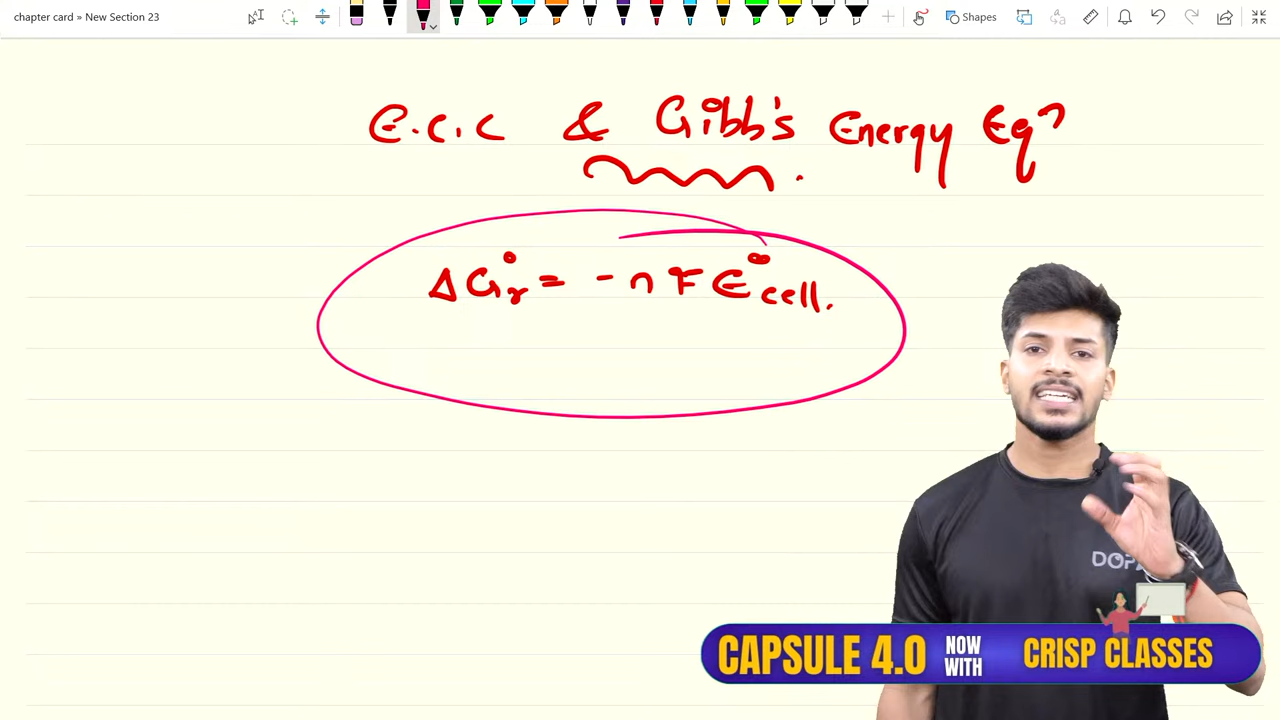 chapter card » New Section 23
Shapes
E.C.C & Gibb's Energy Eqn
ΔG°r = -nFE°cell.
DOPA
CAPSULE 4.0 NOW WITH CRISP CLASSES